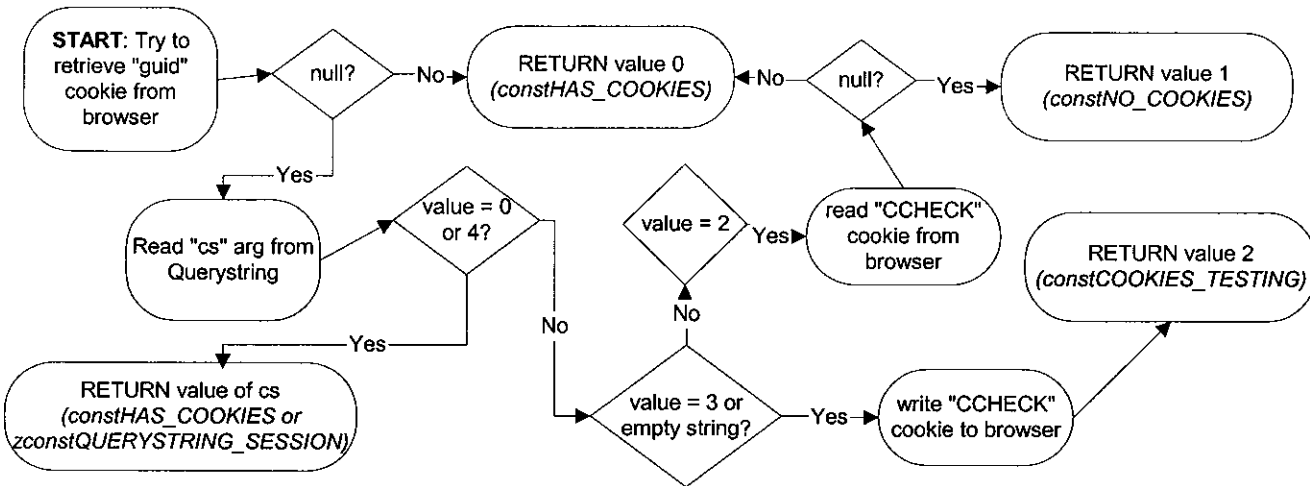 START: Try to
retrieve "guid"
cookie from
browser
null?
No
RETURN value 0
(constHAS_COOKIES)
No
null?
Yes
RETURN value 1
(constNO_COOKIES)
Yes
Read "cs" arg from
Querystring
value = 0
or 4?
value = 2
Yes
read "CCHECK"
cookie from
browser
RETURN value 2
(constCOOKIES_TESTING)
Yes
No
No
RETURN value of cs
(constHAS_COOKIES or
zconstQUERYSTRING_SESSION)
value = 3 or
empty string?
Yes
write "CCHECK"
cookie to browser